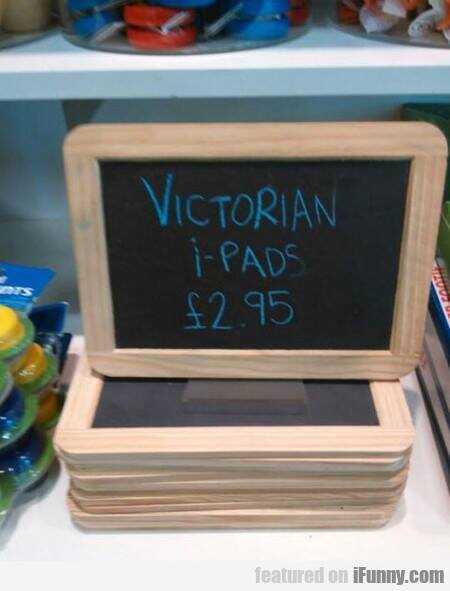 VICTORIAN
i-PADS
£2.95
featured on iFunny.com